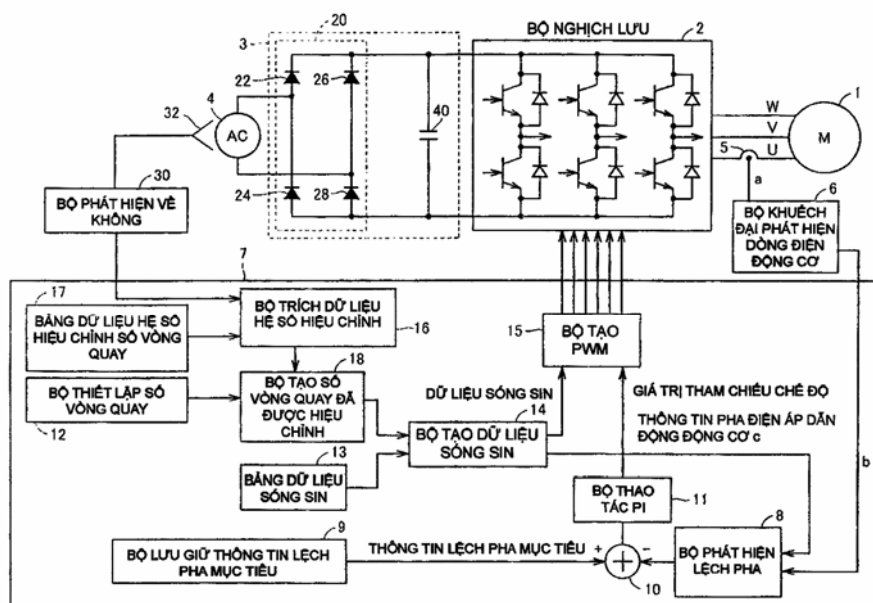 BỘ NGHỊCH LƯU
20
2
3
22
26
4
32
AC
40
W
V
U
1
M
5
a
24
28
30
BỘ PHÁT HIỆN VỀ
KHÔNG
6
BỘ KHUẾCH
ĐẠI PHÁT HIỆN
DÒNG ĐIỆN
ĐỘNG CƠ
7
17
BẢNG DỮ LIỆU HỆ SỐ
HIỆU CHỈNH SỐ VÒNG
QUAY
BỘ TRÍCH DỮ LIỆU
HỆ SỐ HIỆU CHỈNH
16
15
BỘ TẠO
PWM
BỘ THIẾT LẬP SỐ
VÒNG QUAY
12
18
BỘ TẠO SỐ
VÒNG QUAY ĐÃ
ĐƯỢC HIỆU
CHỈNH
DỮ LIỆU SÓNG SIN
14
BỘ TẠO DỮ LIỆU
SÓNG SIN
GIÁ TRỊ THAM CHIẾU CHẾ ĐỘ
THÔNG TIN PHA ĐIỆN ÁP DẪN
ĐỘNG ĐỘNG CƠ c
b
13
BẢNG DỮ LIỆU
SÓNG SIN
BỘ THAO
TÁC PI
11
9
BỘ LƯU GIỮ THÔNG TIN LỆCH
PHA MỤC TIÊU
THÔNG TIN LỆCH PHA MỤC TIÊU
+
−
10
8
BỘ PHÁT HIỆN
LỆCH PHA